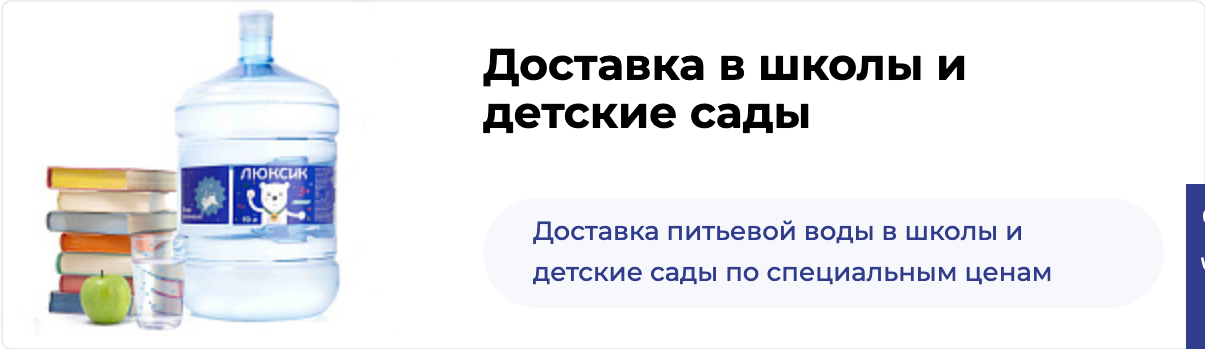 Доставка в школы и
детские сады
ЛЮКСИК
Доставка питьевой воды в школы и
детские сады по специальным ценам